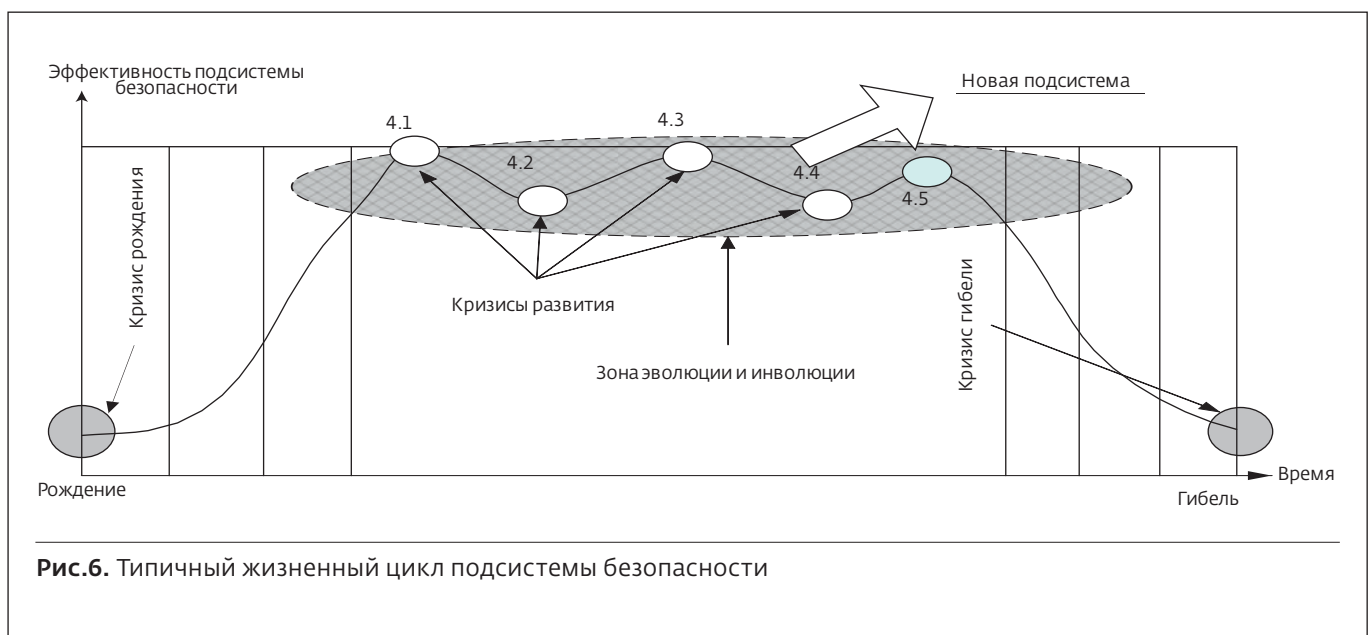 Эффективность подсистемы
безопасности
Новая подсистема
4.1
4.3
4.2
4.4
4.5
Кризис рождения
Кризисы развития
Кризис гибели
Зона эволюции и инволюции
Рождение
Время
Гибель
Рис.6. Типичный жизненный цикл подсистемы безопасности